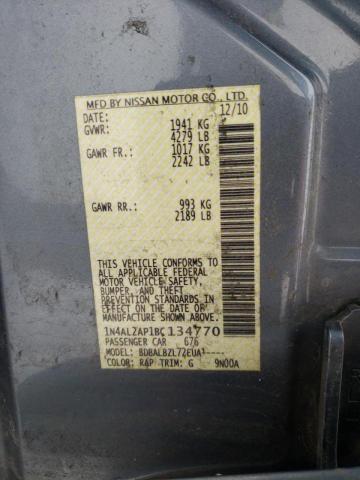 MFD BY NISSAN MOTOR CO., LTD.
DATE: 12/10
GVWR: 1941 KG
4279 LB
GAWR FR: 1017 KG
2242 LB
GAWR RR: 993 KG
2189 LB
THIS VEHICLE CONFORMS TO
ALL APPLICABLE FEDERAL
MOTOR VEHICLE SAFETY,
BUMPER, AND THEFT
PREVENTION STANDARDS
IN EFFECT ON THE DATE OF
MANUFACTURE SHOWN ABOVE.
1N4AL2AP1BC134770
PASSENGER CAR 676
MODEL: BDBALBZL72EUA1-----
COLOR: RAP TRIM: G 9N00A